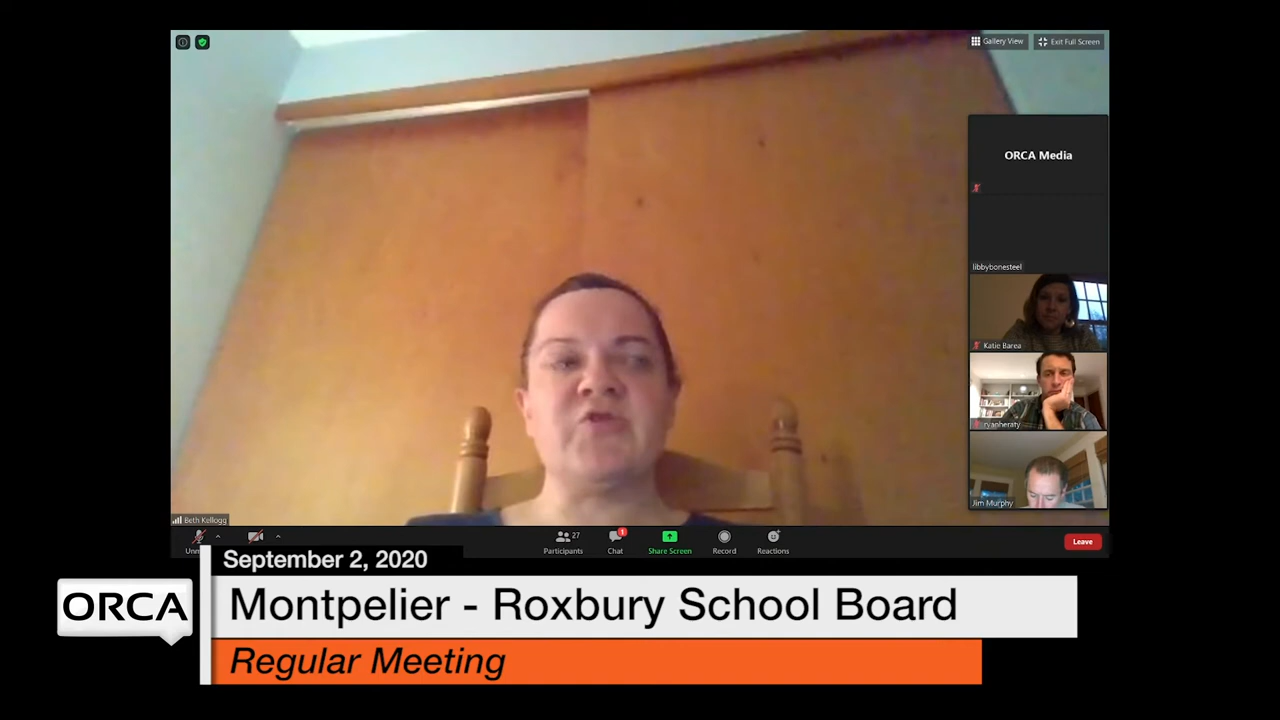 Gallery View
Exit Full Screen
ORCA Media
libbybonesteel
Katie Barea
ryanheraty
Jim Murphy
Beth Kellogg
27
1
Participants
Chat
Share Screen
Record
Reactions
Leave
September 2, 2020
ORCA
Montpelier - Roxbury School Board
Regular Meeting